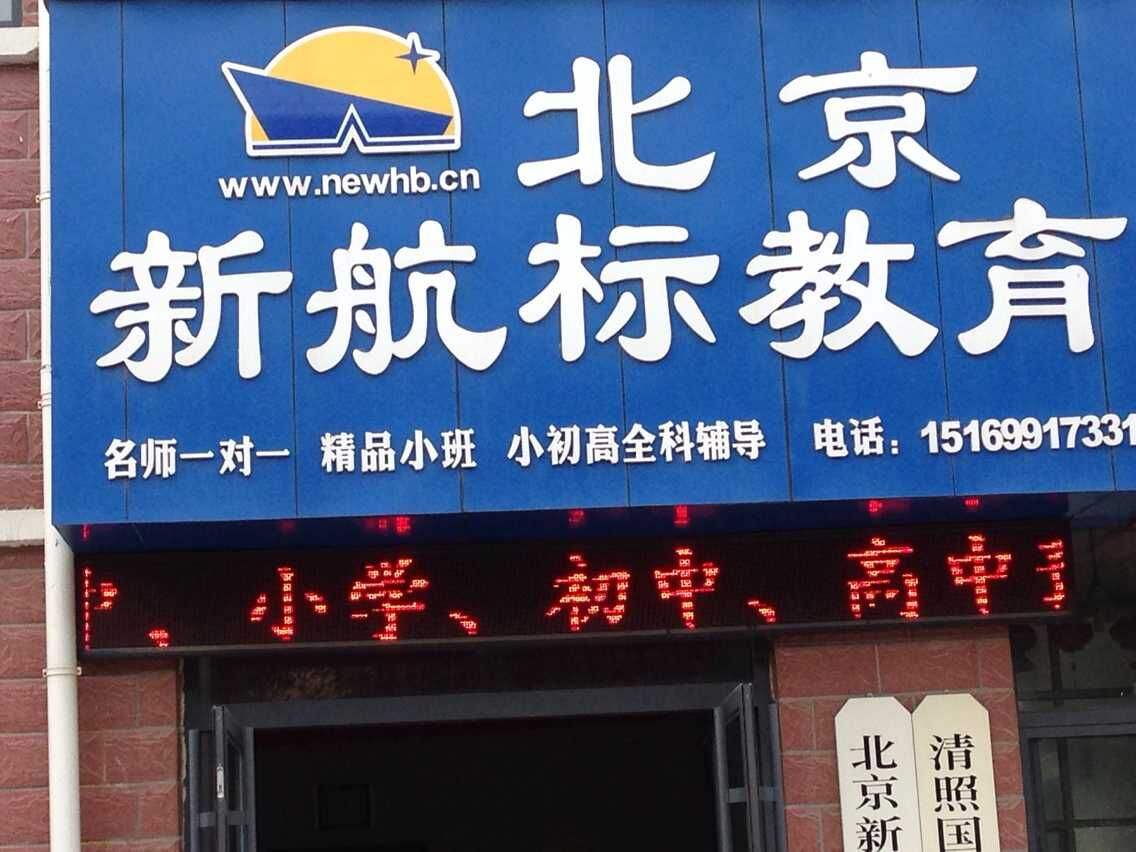 www.newhb.cn
北京
新航标教育
名师一对一 精品小班 小初高全科辅导 电话：15169917331
、小学、初中、高中
北京新
清照国